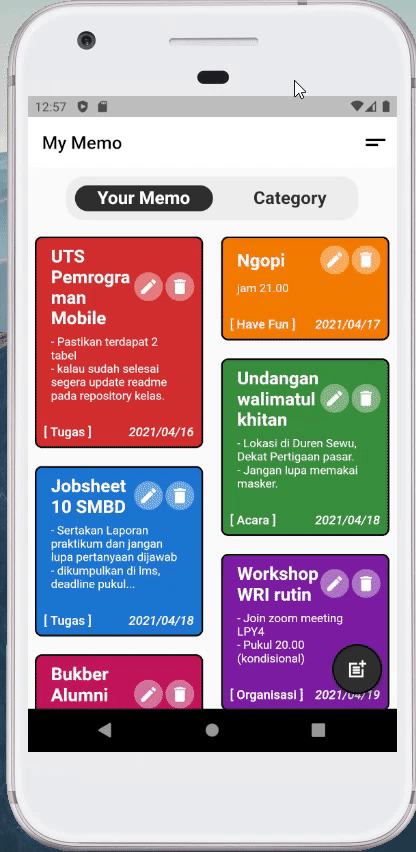 12:57
My Memo
Your Memo
Category
UTS
Pemrogra
man
Mobile
- Pastikan terdapat 2
tabel
- kalau sudah selesai
segera update readme
pada repository kelas.
[ Tugas ]
2021/04/16
Ngopi
jam 21.00
[ Have Fun ]
2021/04/17
Undangan
walimatul
khitan
- Lokasi di Duren Sewu,
Dekat Pertigaan pasar.
- Jangan lupa memakai
masker.
[ Acara ]
2021/04/18
Jobsheet
10 SMBD
- Sertakan Laporan
praktikum dan jangan
lupa pertanyaan dijawab
- dikumpulkan di lms,
deadline pukul...
[ Tugas ]
2021/04/18
Workshop
WRI rutin
- Join zoom meeting
LPY4
- Pukul 20.00
(kondisional)
[ Organisasi ]
2021/04/19
Bukber
Alumni